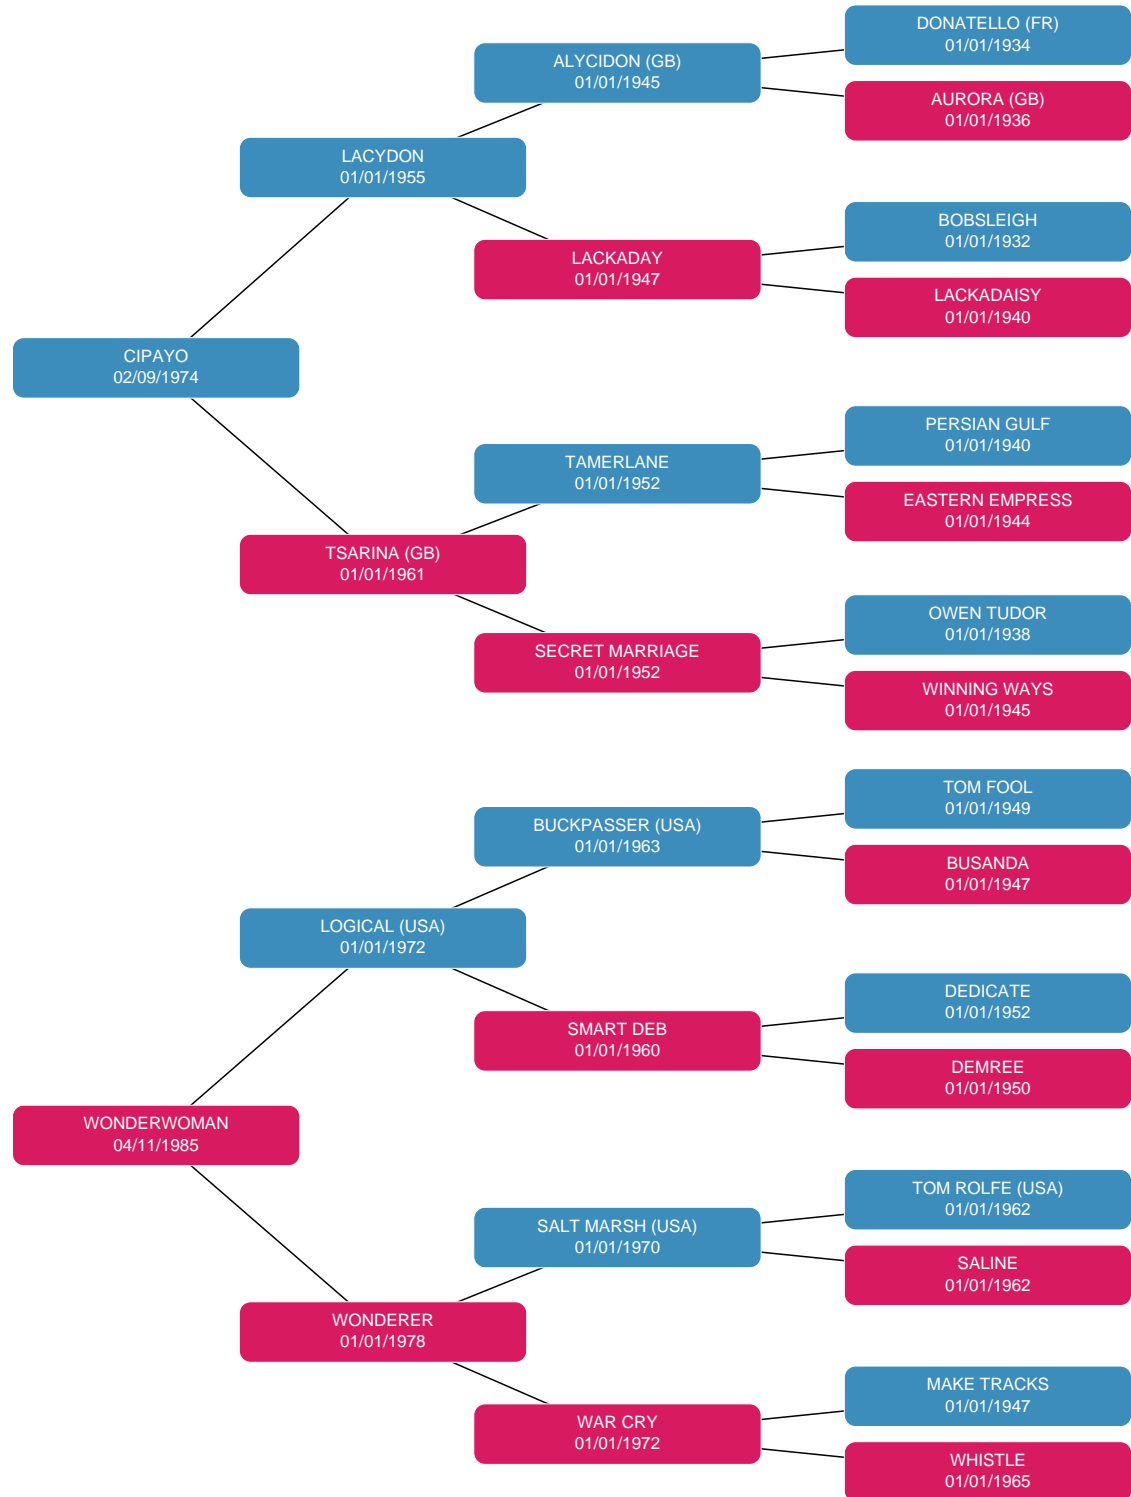 DONATELLO (FR)
01/01/1934
ALYCIDON (GB)
01/01/1945
AURORA (GB)
01/01/1936
LACYDON
01/01/1955
BOBSLEIGH
01/01/1932
LACKADAY
01/01/1947
LACKADAISY
01/01/1940
CIPAYO
02/09/1974
PERSIAN GULF
01/01/1940
TAMERLANE
01/01/1952
EASTERN EMPRESS
01/01/1944
TSARINA (GB)
01/01/1961
OWEN TUDOR
01/01/1938
SECRET MARRIAGE
01/01/1952
WINNING WAYS
01/01/1945
TOM FOOL
01/01/1949
BUCKPASSER (USA)
01/01/1963
BUSANDA
01/01/1947
LOGICAL (USA)
01/01/1972
DEDICATE
01/01/1952
SMART DEB
01/01/1960
DEMREE
01/01/1950
WONDERWOMAN
04/11/1985
TOM ROLFE (USA)
01/01/1962
SALT MARSH (USA)
01/01/1970
SALINE
01/01/1962
WONDERER
01/01/1978
MAKE TRACKS
01/01/1947
WAR CRY
01/01/1972
WHISTLE
01/01/1965